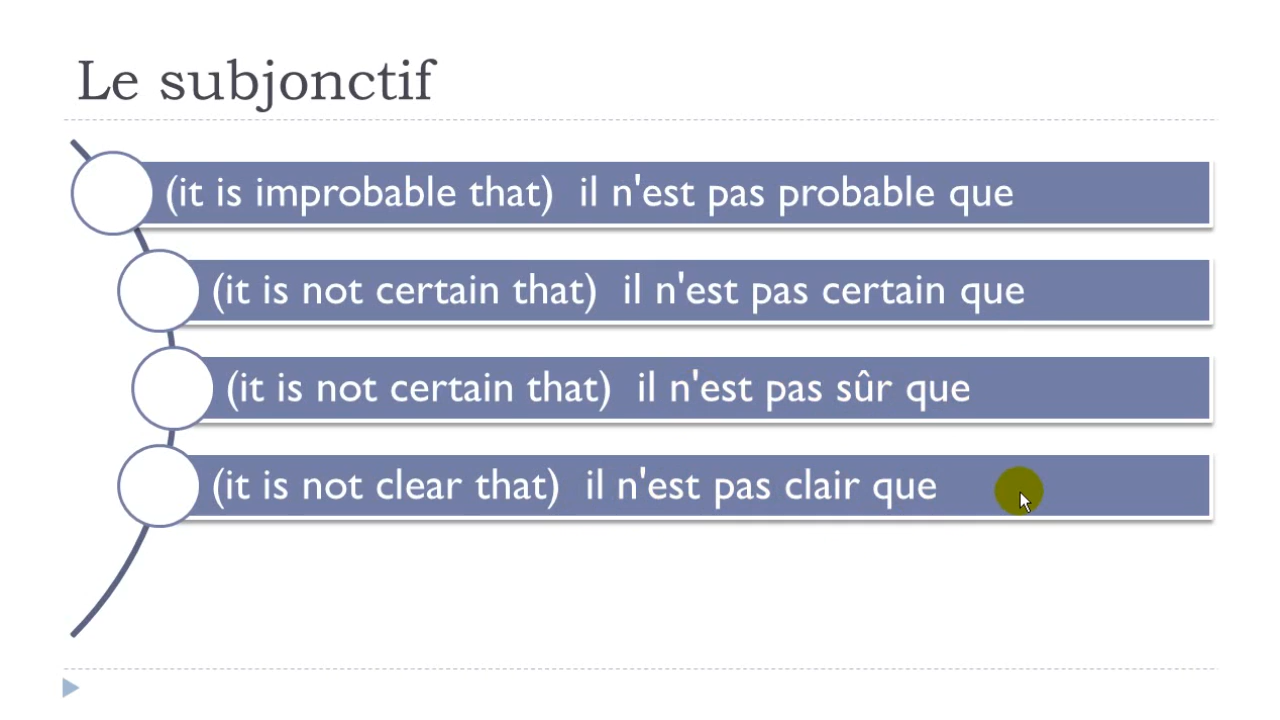 Le subjonctif
(it is improbable that) il n'est pas probable que
(it is not certain that) il n'est pas certain que
(it is not certain that) il n'est pas sûr que
(it is not clear that) il n'est pas clair que